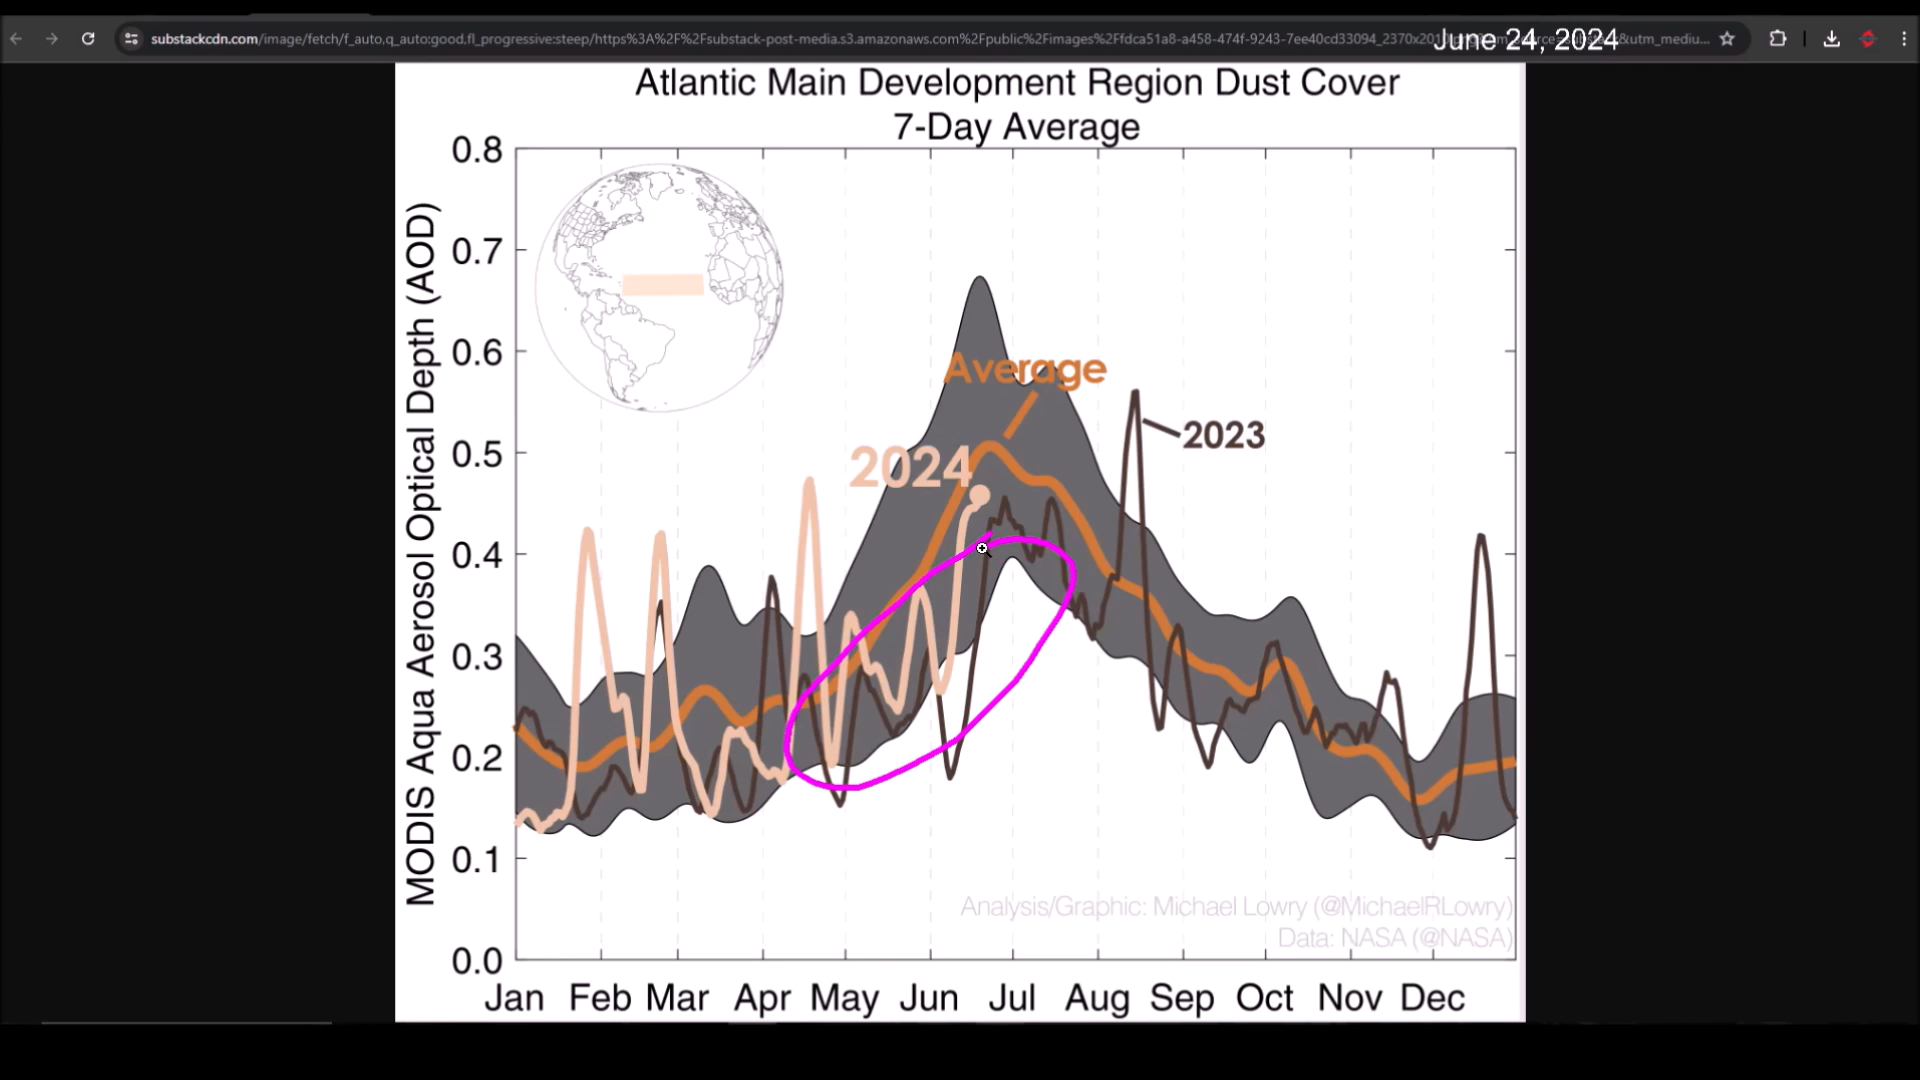 substackcdn.com/image/fetch/f_auto,q_auto:good,fl_progressive:steep/https%3A%2F%2Fsubstack-post-media.s3.amazonaws.com%2Fpublic%2Fimages%2Ffdca51a8-a458-474f-9243-7ee40cd33094_2370x201
June 24, 2024
&utm_mediu...
Atlantic Main Development Region Dust Cover
7-Day Average
MODIS Aqua Aerosol Optical Depth (AOD)
0.8
0.7
0.6
0.5
0.4
0.3
0.2
0.1
0.0
Average
2024
2023
Analysis/Graphic: Michael Lowry (@MichaelRLowry)
Data: NASA (@NASA)
Jan Feb Mar Apr May Jun Jul Aug Sep Oct Nov Dec